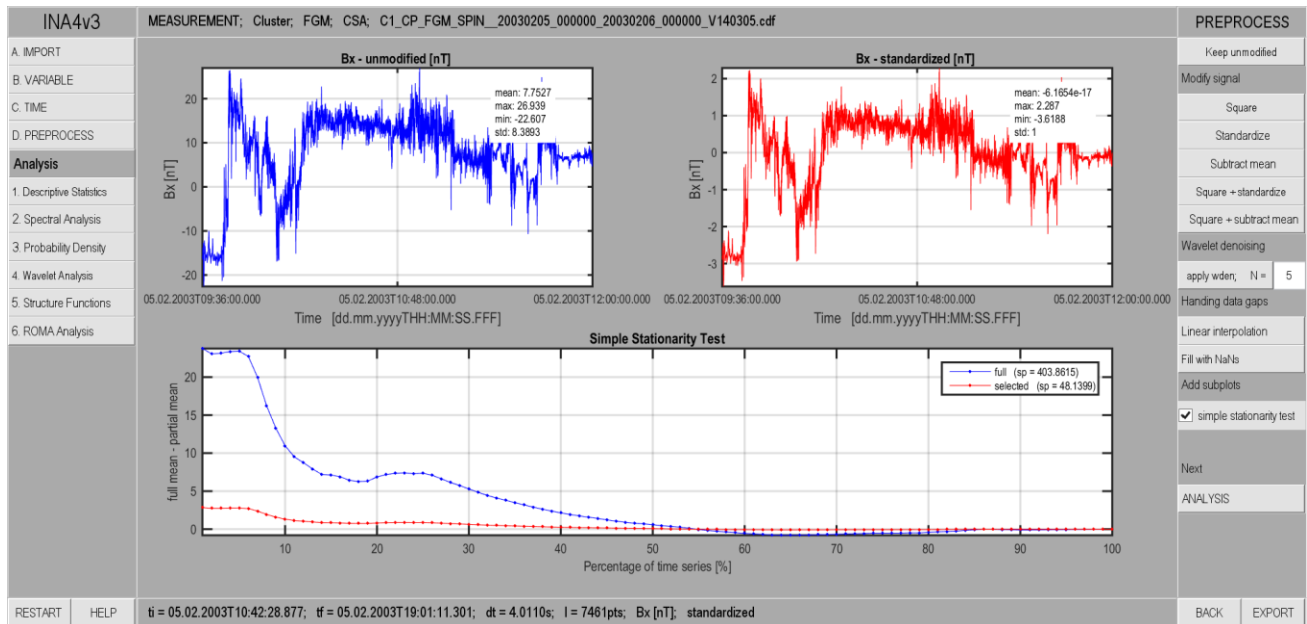 INA4v3
MEASUREMENT; Cluster; FGM; CSA; C1_CP_FGM_SPIN__20030205_000000_20030206_000000_V140305.cdf
PREPROCESS
A. IMPORT
B. VARIABLE
C. TIME
D. PREPROCESS
Analysis
1. Descriptive Statistics
2. Spectral Analysis
3. Probability Density
4. Wavelet Analysis
5. Structure Functions
6. ROMA Analysis
Bx - unmodified [nT]
mean: 7.7527
max: 26.939
min: -22.607
std: 8.3893
Bx [nT]
20
10
0
-10
-20
05.02.2003T09:36:00.000
05.02.2003T10:48:00.000
05.02.2003T12:00:00.000
Time [dd.mm.yyyyTHH:MM:SS.FFF]
Bx - standardized [nT]
mean: -6.1654e-17
max: 2.287
min: -3.6188
std: 1
Bx [nT]
2
1
0
-1
-2
-3
05.02.2003T09:36:00.000
05.02.2003T10:48:00.000
05.02.2003T12:00:00.000
Time [dd.mm.yyyyTHH:MM:SS.FFF]
Simple Stationarity Test
full (sp = 403.8615)
selected (sp = 48.1399)
full mean - partial mean
20
15
10
5
0
10
20
30
40
50
60
70
80
90
100
Percentage of time series [%]
Keep unmodified
Modify signal
Square
Standardize
Subtract mean
Square + standardize
Square + subtract mean
Wavelet denoising
apply wden; N = 5
Handing data gaps
Linear interpolation
Fill with NaNs
Add subplots
simple stationarity test
Next
ANALYSIS
RESTART
HELP
ti = 05.02.2003T10:42:28.877; tf = 05.02.2003T19:01:11.301; dt = 4.0110s; l = 7461pts; Bx [nT]; standardized
BACK
EXPORT